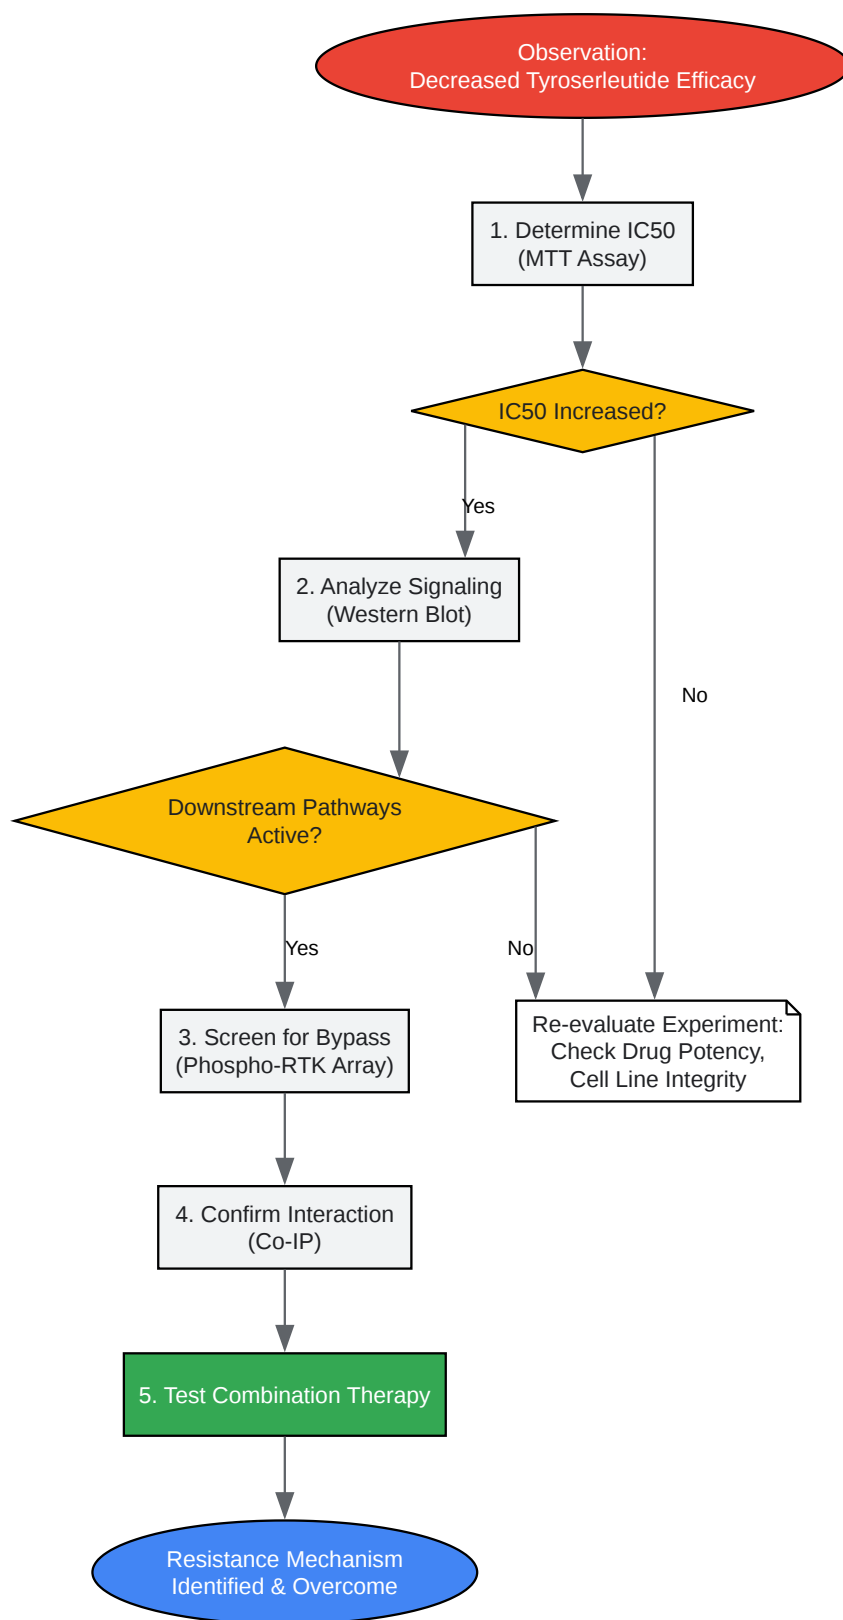 Observation:
Decreased Tyroserleutide Efficacy
1. Determine IC50
(MTT Assay)
IC50 Increased?
Yes
2. Analyze Signaling
(Western Blot)
No
Downstream Pathways
Active?
Yes
No
3. Screen for Bypass
(Phospho-RTK Array)
Re-evaluate Experiment:
Check Drug Potency,
Cell Line Integrity
4. Confirm Interaction
(Co-IP)
5. Test Combination Therapy
Resistance Mechanism
Identified & Overcome